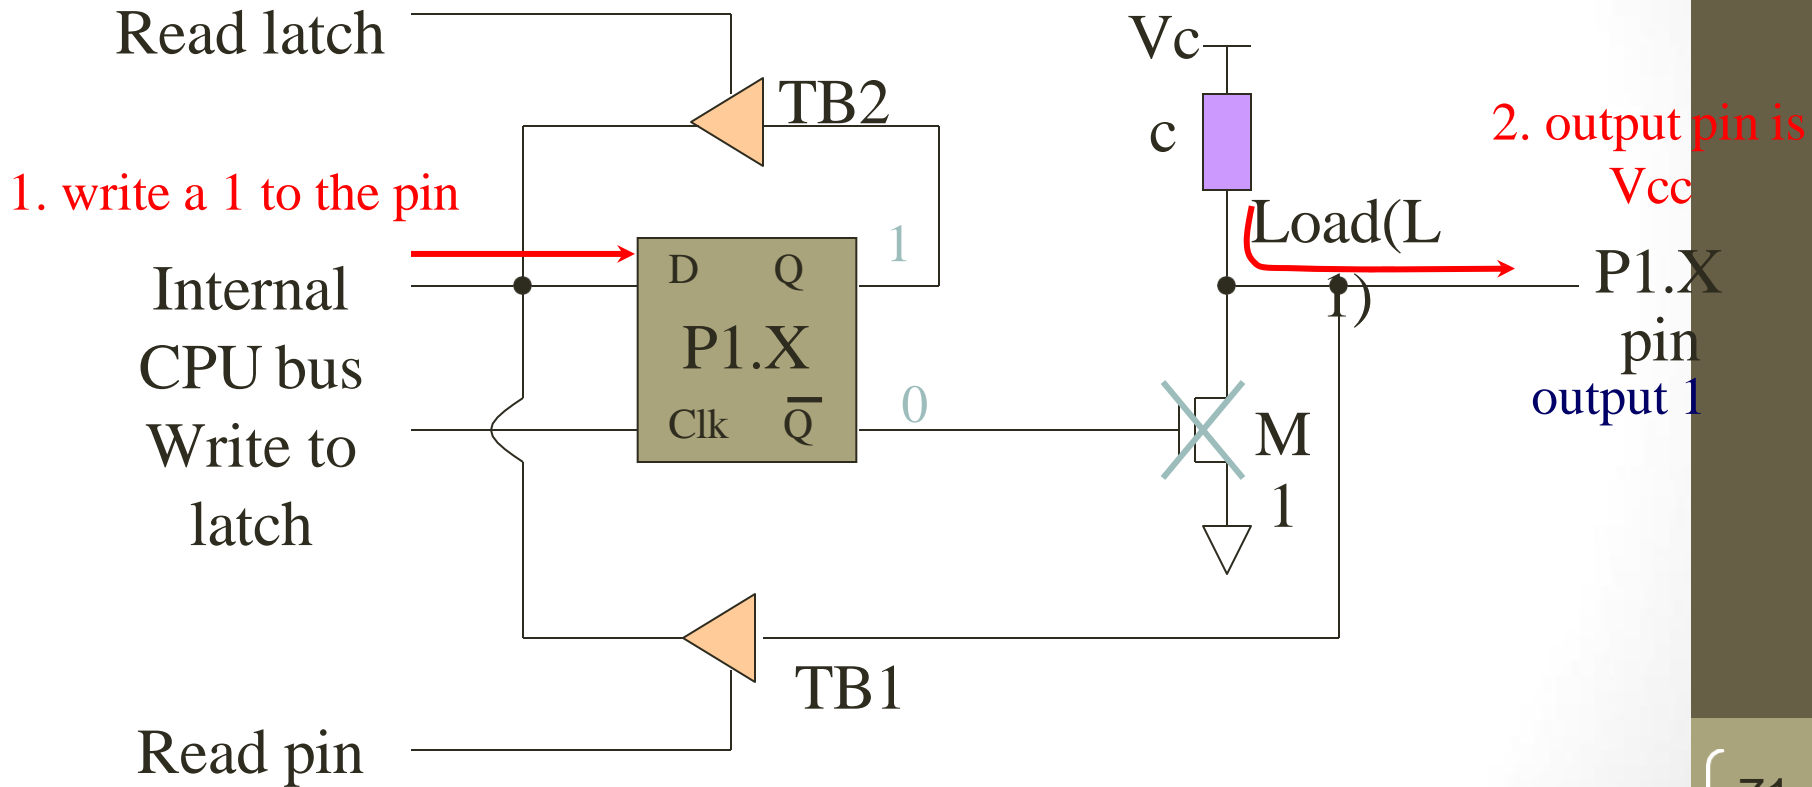 Read latch
TB2
Vc
c
2. output pin is
Vcc
1. write a 1 to the pin
Load(L
1)
D Q
1
Internal
CPU bus
P1.X
P1.X
pin
output 1
Clk Q
0
Write to
latch
M
1
TB1
Read pin